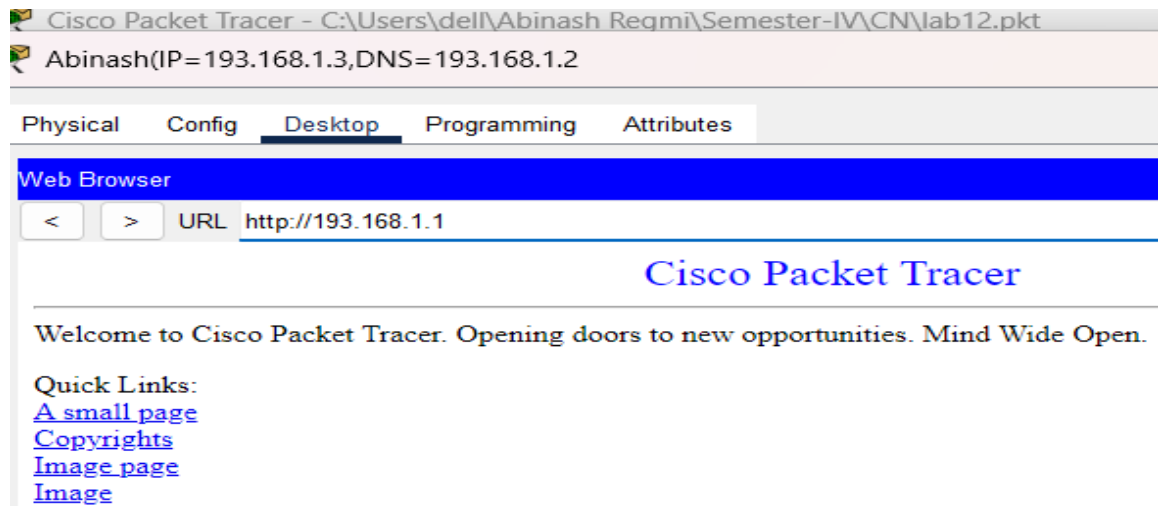 Cisco Packet Tracer - C:\Users\dell\Abinash Regmi\Semester-IV\CN\lab12.pkt
Abinash(IP=193.168.1.3,DNS=193.168.1.2
Physical Config Desktop Programming Attributes
Web Browser
< > URL http://193.168.1.1
Cisco Packet Tracer
Welcome to Cisco Packet Tracer. Opening doors to new opportunities. Mind Wide Open.
Quick Links:
A small page
Copyrights
Image page
Image